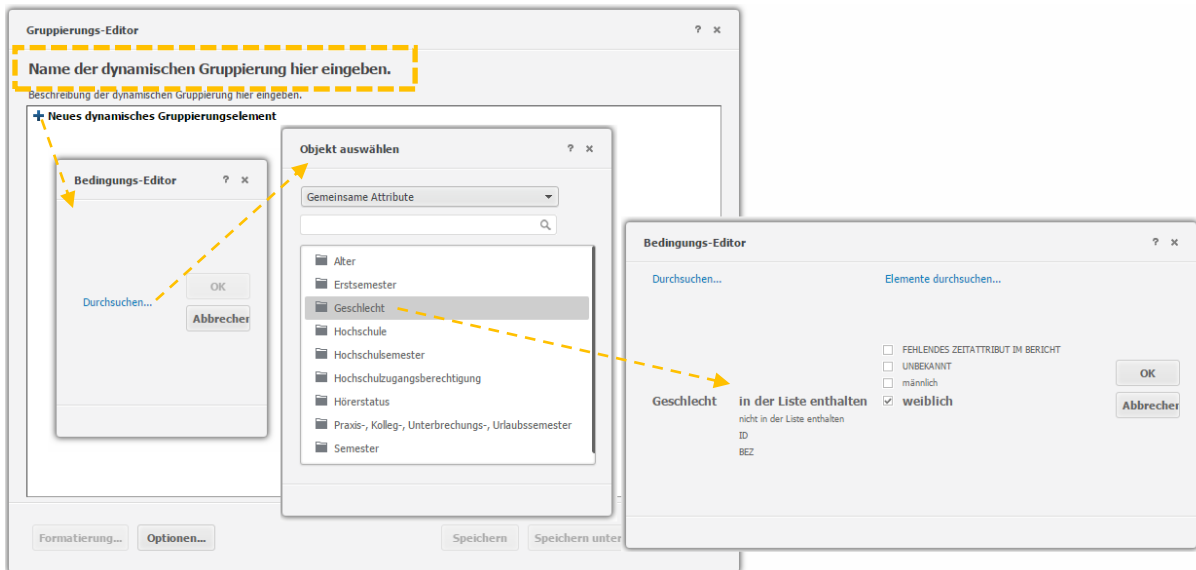 Gruppierungs-Editor ? ×
Name der dynamischen Gruppierung hier eingeben.
Beschreibung der dynamischen Gruppierung hier eingeben.
Neues dynamisches Gruppierungselement
Bedingungs-Editor ? ×
Durchsuchen...
OK
Abbrechen
Objekt auswählen ? ×
Gemeinsame Attribute
Alter
Erstsemester
Geschlecht
Hochschule
Hochschulsemester
Hochschulzugangsberechtigung
Hörerstatus
Praxis-, Kolleg-, Unterbrechungs-, Urlaubssemester
Semester
Bedingungs-Editor ? ×
Durchsuchen...
Elemente durchsuchen...
FEHLENDES ZEITATTRIBUT IM BERICHT
UNBEKANNT
männlich
Geschlecht in der Liste enthalten weiblich
nicht in der Liste enthalten
ID
BEZ
OK
Abbrechen
Formatierung... Optionen... Speichern Speichern unter